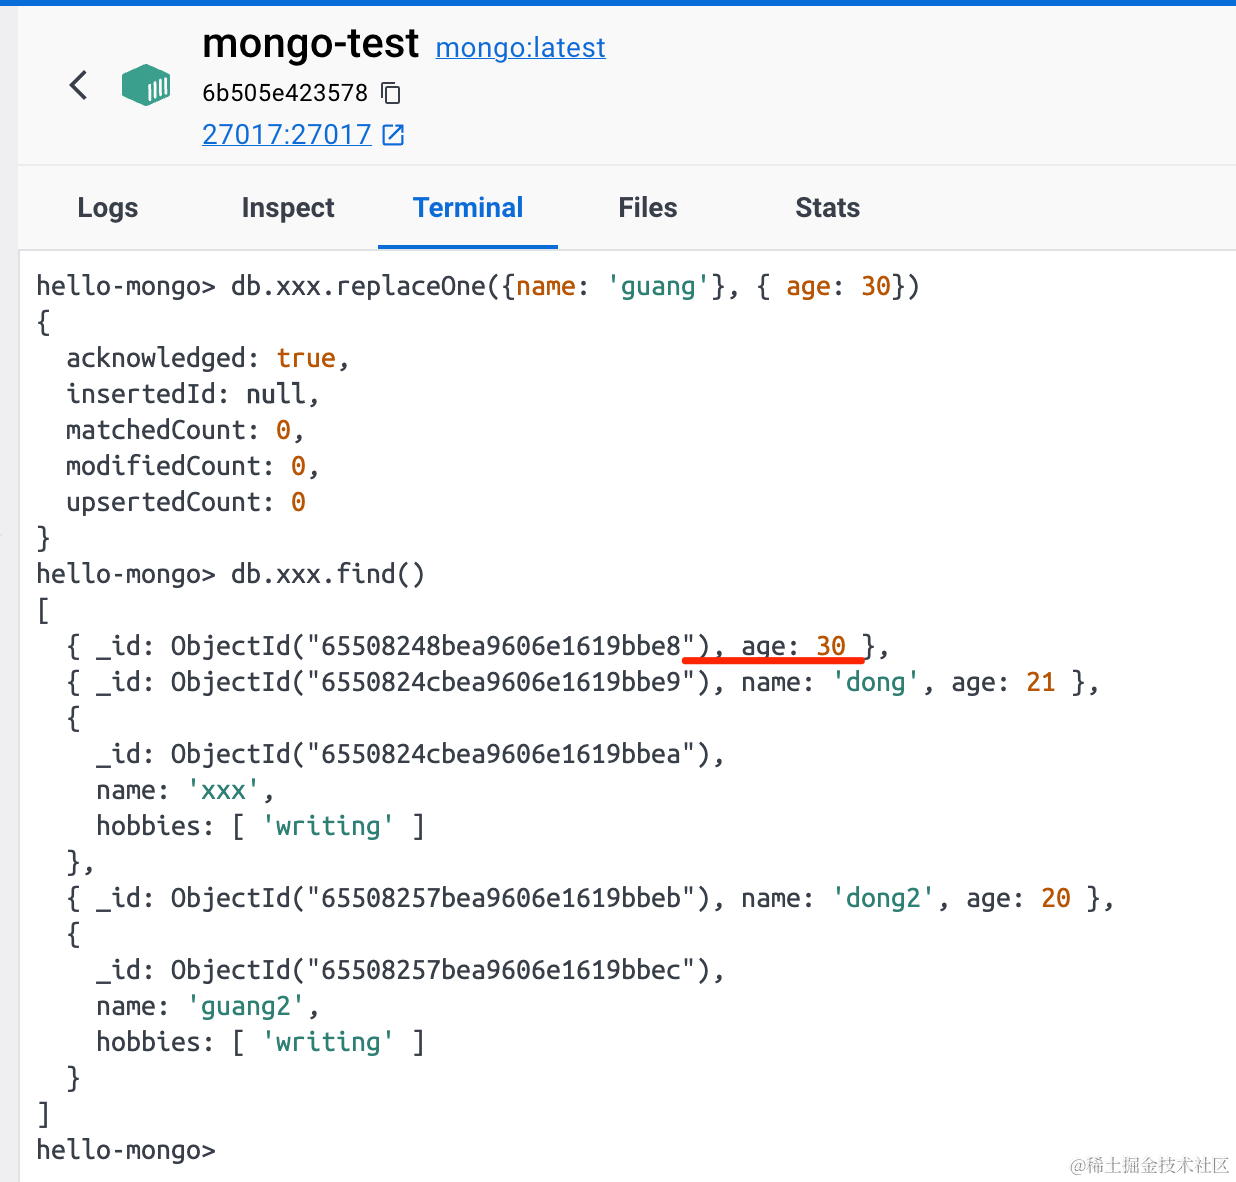 mongo-test mongo:latest
6b505e423578
27017:27017
Logs Inspect Terminal Files Stats
hello-mongo> db.xxx.replaceOne({name: 'guang'}, { age: 30})
{
  acknowledged: true,
  insertedId: null,
  matchedCount: 0,
  modifiedCount: 0,
  upsertedCount: 0
}
hello-mongo> db.xxx.find()
[
  { _id: ObjectId("65508248bea9606e1619bbe8"), age: 30 },
  { _id: ObjectId("6550824cbea9606e1619bbe9"), name: 'dong', age: 21 },
  {
    _id: ObjectId("6550824cbea9606e1619bbea"),
    name: 'xxx',
    hobbies: [ 'writing' ]
  },
  { _id: ObjectId("65508257bea9606e1619bbeb"), name: 'dong2', age: 20 },
  {
    _id: ObjectId("65508257bea9606e1619bbec"),
    name: 'guang2',
    hobbies: [ 'writing' ]
  }
]
hello-mongo>
@稀土掘金技术社区